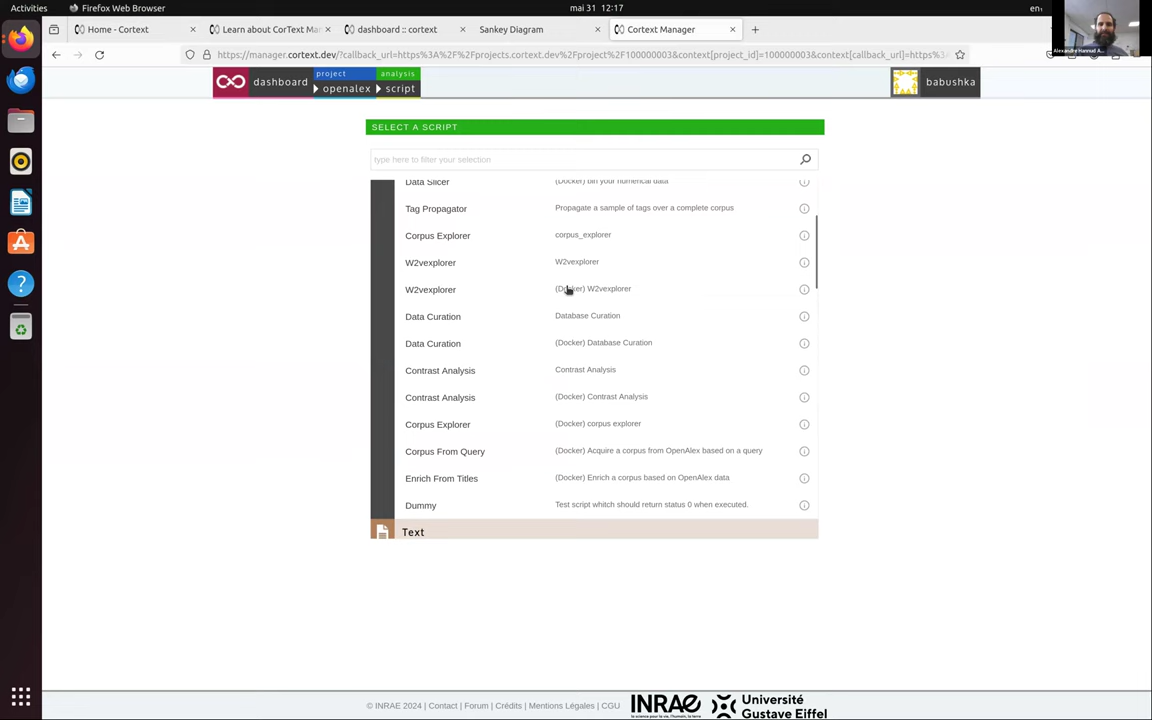 Activities
Firefox Web Browser
mai 31 12:17
en₁
Home - Cortext
Learn about CorText Mar
dashboard :: cortext
Sankey Diagram
Cortext Manager
https://manager.cortext.dev/?callback_url=https%3A%2F%2Fprojects.cortext.dev%2Fproject%2F100000003&context[project_id]=100000003&context[callback_url]=https%3
dashboard
project
openalex
analysis
script
babushka
SELECT A SCRIPT
type here to filter your selection
Data Slicer (Docker) bin your numerical data
Tag Propagator Propagate a sample of tags over a complete corpus
Corpus Explorer corpus_explorer
W2vexplorer W2vexplorer
W2vexplorer (Docker) W2vexplorer
Data Curation Database Curation
Data Curation (Docker) Database Curation
Contrast Analysis Contrast Analysis
Contrast Analysis (Docker) Contrast Analysis
Corpus Explorer (Docker) corpus explorer
Corpus From Query (Docker) Acquire a corpus from OpenAlex based on a query
Enrich From Titles (Docker) Enrich a corpus based on OpenAlex data
Dummy Test script whitch should return status 0 when executed.
Text
© INRAE 2024 | Contact | Forum | Crédits | Mentions Légales | CGU
INRAE
Université
Gustave Eiffel